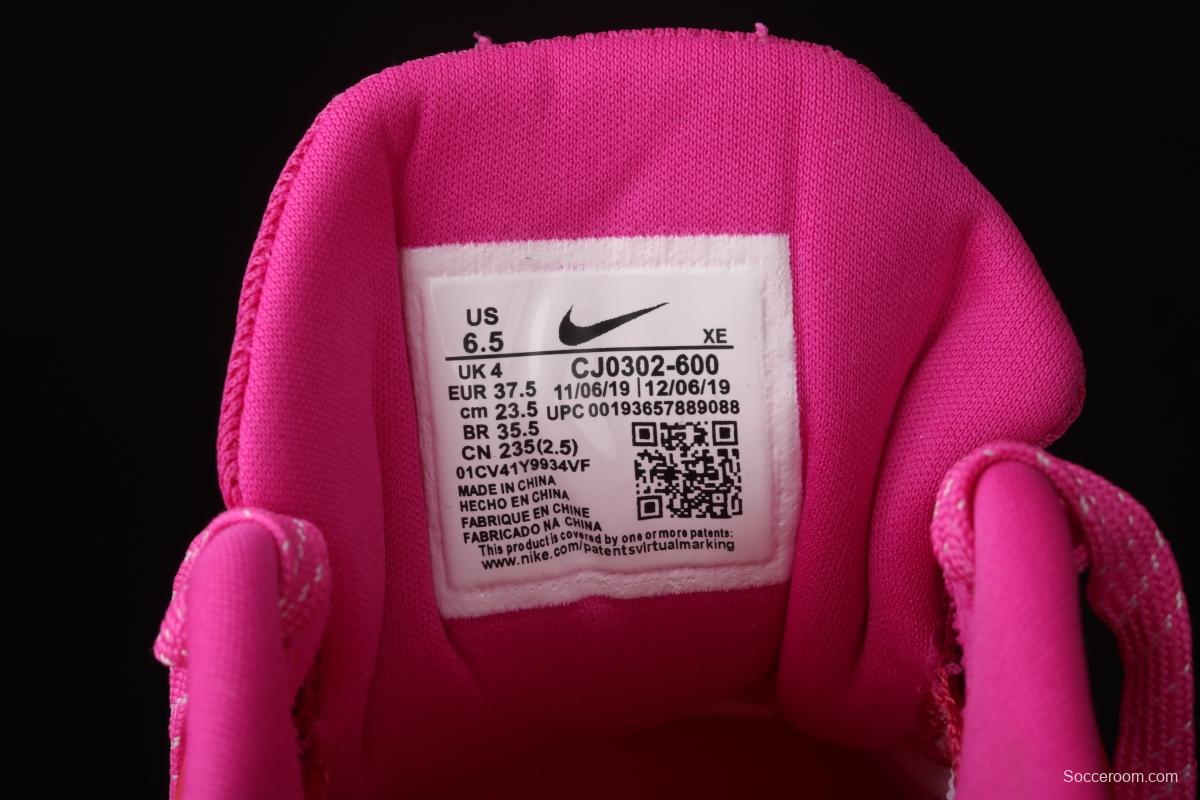 US
6.5
XE
UK 4
CJ0302-600
EUR 37.5
11/06/19 | 12/06/19
cm 23.5
UPC 00193657889088
BR 35.5
CN 235(2.5)
01CV41Y9934VF
MADE IN CHINA
HECHO EN CHINA
FABRIQUE EN CHINE
FABRICADO NA CHINA
This product is covered by one or more patents:
www.nike.com/patentsvirtualmarking
Socceroom.com